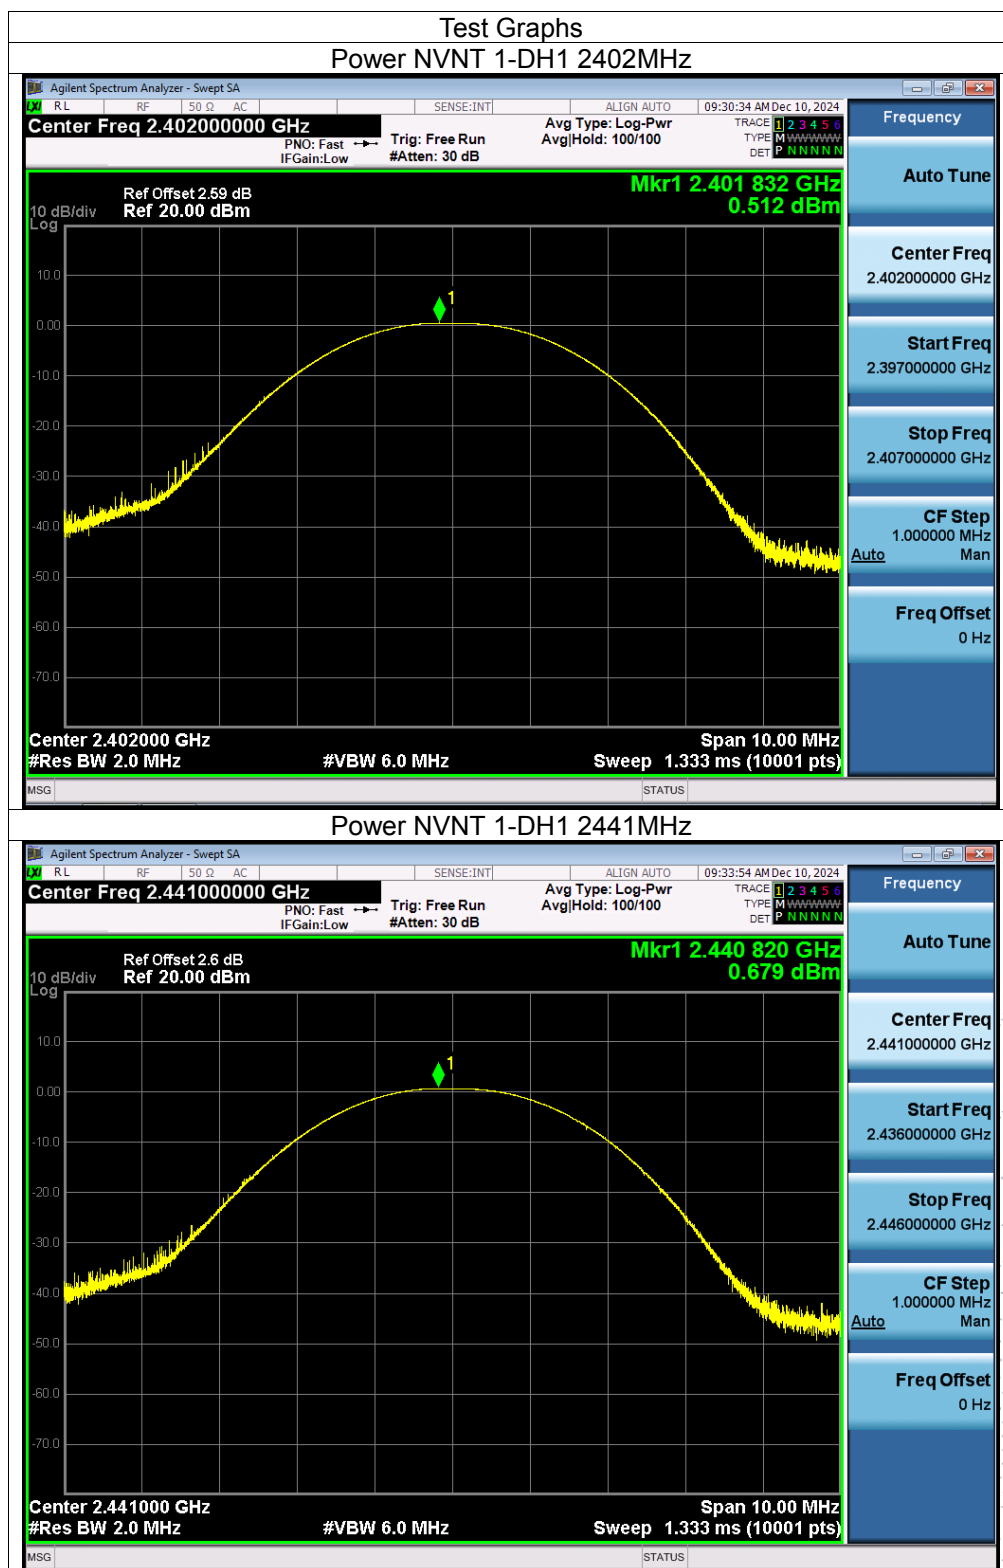 Test Graphs
Power NVNT 1-DH1 2402MHz
Agilent Spectrum Analyzer - Swept SA
LXI RL RF 50 Ω AC SENSE:INT ALIGN AUTO 09:30:34 AM Dec 10, 2024
Center Freq 2.402000000 GHz Avg Type: Log-Pwr TRACE 1 2 3 4 5 6
PNO: Fast Trig: Free Run Avg|Hold: 100/100 TYPE M WWWWW
IFGain:Low #Atten: 30 dB DET P N N N N N
Frequency
Auto Tune
Ref Offset 2.59 dB Mkr1 2.401 832 GHz
10 dB/div Ref 20.00 dBm 0.512 dBm
Log
Center Freq
2.402000000 GHz
10.0
1
0.00
Start Freq
2.397000000 GHz
-10.0
-20.0
Stop Freq
2.407000000 GHz
-30.0
-40.0
CF Step
1.000000 MHz
Auto Man
-50.0
-60.0
Freq Offset
0 Hz
-70.0
Center 2.402000 GHz Span 10.00 MHz
#Res BW 2.0 MHz #VBW 6.0 MHz Sweep 1.333 ms (10001 pts)
MSG STATUS
Power NVNT 1-DH1 2441MHz
Agilent Spectrum Analyzer - Swept SA
LXI RL RF 50 Ω AC SENSE:INT ALIGN AUTO 09:33:54 AM Dec 10, 2024
Center Freq 2.441000000 GHz Avg Type: Log-Pwr TRACE 1 2 3 4 5 6
PNO: Fast Trig: Free Run Avg|Hold: 100/100 TYPE M WWWWW
IFGain:Low #Atten: 30 dB DET P N N N N N
Frequency
Auto Tune
Ref Offset 2.6 dB Mkr1 2.440 820 GHz
10 dB/div Ref 20.00 dBm 0.679 dBm
Log
Center Freq
2.441000000 GHz
10.0
1
0.00
Start Freq
2.436000000 GHz
-10.0
-20.0
Stop Freq
2.446000000 GHz
-30.0
-40.0
CF Step
1.000000 MHz
Auto Man
-50.0
-60.0
Freq Offset
0 Hz
-70.0
Center 2.441000 GHz Span 10.00 MHz
#Res BW 2.0 MHz #VBW 6.0 MHz Sweep 1.333 ms (10001 pts)
MSG STATUS